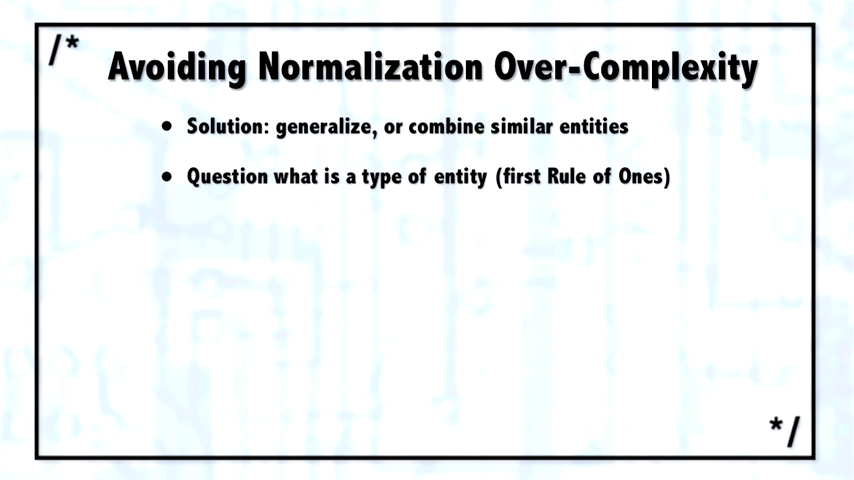 /*
Avoiding Normalization Over-Complexity
• Solution: generalize, or combine similar entities
• Question what is a type of entity (first Rule of Ones)
*/